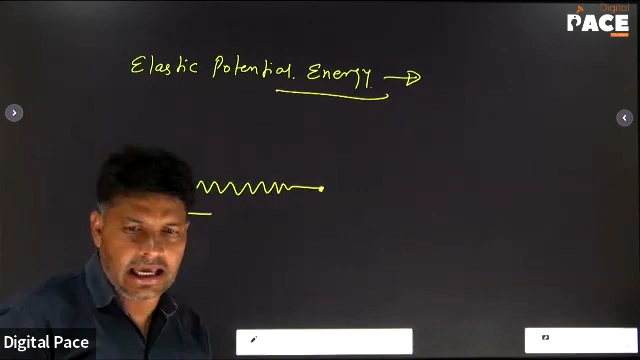 Digital
PACE
Elastic Potential Energy
Digital Pace